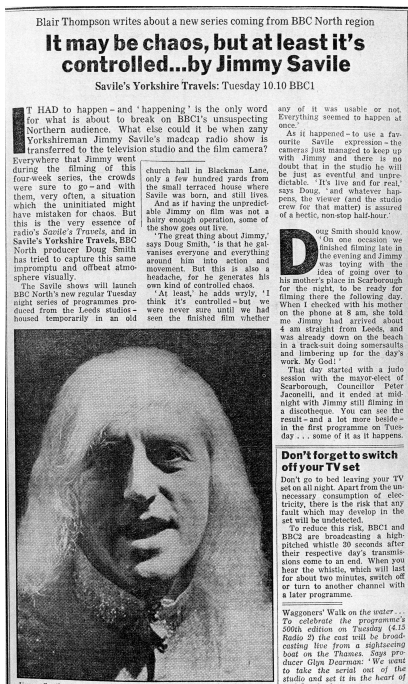 Blair Thompson writes about a new series coming from BBC North region
It may be chaos, but at least it's
controlled...by Jimmy Savile
Savile's Yorkshire Travels: Tuesday 10.10 BBC1
IT HAD to happen – and ' happening ' is the only word
for what is about to break on BBC1's unsuspecting
Northern audience. What else could it be when zany
Yorkshireman Jimmy Savile's madcap radio show is
transferred to the television studio and the film camera?
Everywhere that Jimmy went
during the filming of this
four-week series, the crowds
were sure to go – and with
them, very often, a situation
which the uninitiated might
have mistaken for chaos. But
this is the very essence of
radio's Savile's Travels, and in
Savile's Yorkshire Travels, BBC
North producer Doug Smith
has tried to capture this same
impromptu and offbeat atmo-
sphere visually.
The Savile shows will launch
BBC North's new regular Tuesday
night series of programmes pro-
duced from the Leeds studios –
housed temporarily in an old
church hall in Blackman Lane,
only a few hundred yards from
the small terraced house where
Savile was born, and still lives.
And as if having the unpredict-
able Jimmy on film was not a
hairy enough operation, some of
the show goes out live.
' The great thing about Jimmy,'
says Doug Smith, ' is that he gal-
vanises everyone and everything
around him into action and
movement. But this is also a
headache, for he generates his
own kind of controlled chaos.
' At least,' he adds wryly, ' I
think it's controlled – but we
were never sure until we had
seen the finished film whether
any of it was usable or not.
Everything seemed to happen at
once.'
As it happened – to use a fav-
ourite Savile expression – the
cameras just managed to keep up
with Jimmy and there is no
doubt that in the studio he will
be just as eventful and unpre-
dictable. ' It's live and for real,'
says Doug, ' and whatever hap-
pens, the viewer (and the studio
crew for that matter) is assured
of a hectic, non-stop half-hour.'
Doug Smith should know.
' On one occasion we
finished filming late in
the evening and Jimmy
was toying with the
idea of going over to
his mother's place in Scarborough
for the night, to be ready for
filming there the following day.
When I checked with his mother
on the phone at 8 am, she told
me Jimmy had arrived about
4 am straight from Leeds, and
was already down on the beach
in a track-suit doing somersaults
and limbering up for the day's
work. My God! '
That day started with a judo
session with the mayor-elect of
Scarborough, Councillor Peter
Jaconelli, and it ended at mid-
night with Jimmy still filming in
a discotheque. You can see the
result – and a lot more beside –
in the first programme on Tues-
day . . . some of it as it happens.
Don't forget to switch
off your TV set
Don't go to bed leaving your TV
set on all night. Apart from the un-
necessary consumption of elec-
tricity, there is the risk that any
fault which may develop in the
set will be undetected.
To reduce this risk, BBC1 and
BBC2 are broadcasting a high-
pitched whistle 30 seconds after
their respective day's transmis-
sions come to an end. When you
hear the whistle, which will last
for about two minutes, switch off
or turn to another channel with
a later programme.
Waggoners' Walk on the water . . .
To celebrate the programme's
500th edition on Tuesday (4.15
Radio 2) the cast will be broad-
casting live from a sightseeing
boat on the Thames. Says pro-
ducer Glyn Dearman: ' We want
to take the serial out of the
studio and set it in the heart of